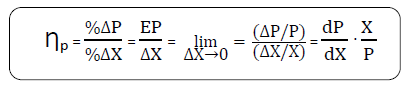 ηp = %ΔP/%ΔX = EP/ΔX = lim ΔX→0 = (ΔP/P)/(ΔX/X) = dP/dX · X/P